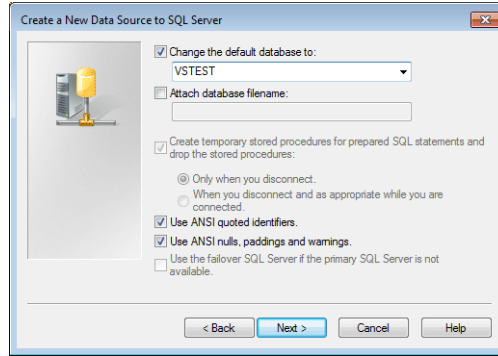 Create a New Data Source to SQL Server
Change the default database to:
VSTEST
Attach database filename:
Create temporary stored procedures for prepared SQL statements and
drop the stored procedures:
Only when you disconnect.
When you disconnect and as appropriate while you are
connected.
Use ANSI quoted identifiers.
Use ANSI nulls, paddings and warnings.
Use the failover SQL Server if the primary SQL Server is not
available.
< Back Next > Cancel Help